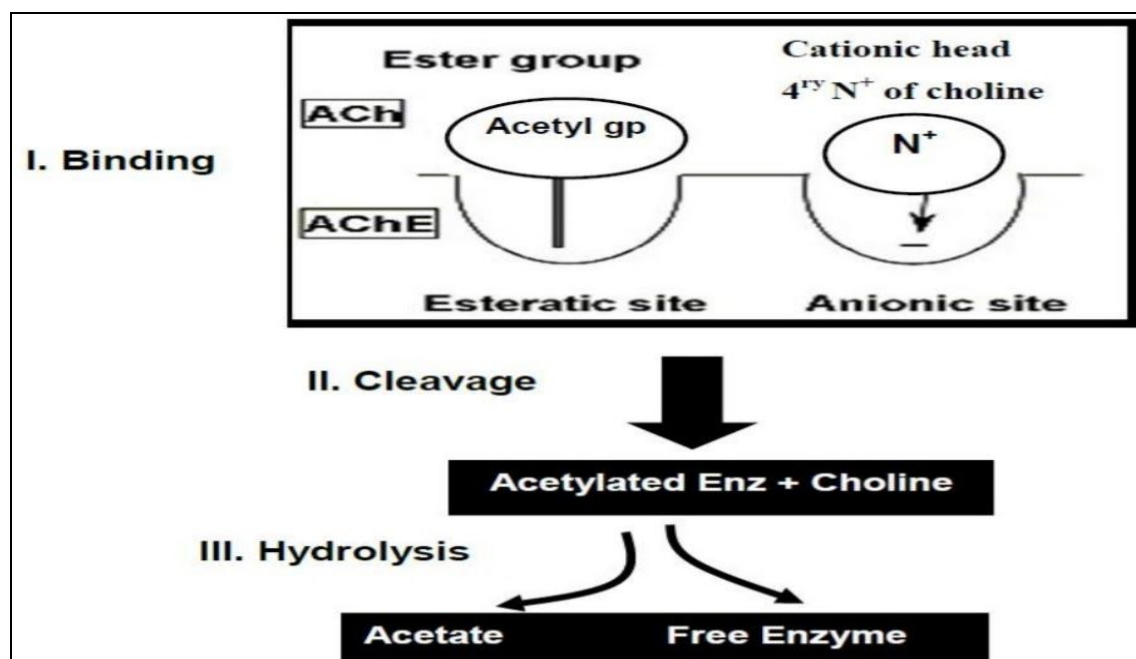 Ester group
Cationic head
4ʳʸ N⁺ of choline
ACh
Acetyl gp
N⁺
I. Binding
AChE
–
Esteratic site
Anionic site
II. Cleavage
Acetylated Enz + Choline
III. Hydrolysis
Acetate
Free Enzyme